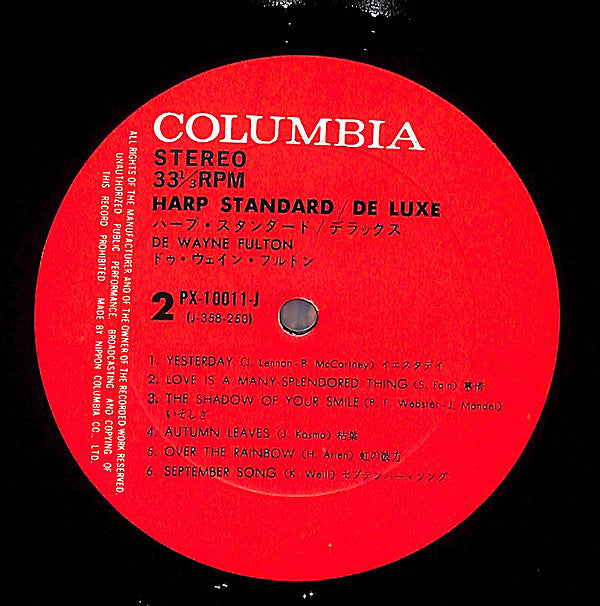 COLUMBIA
STEREO
33 1/3 RPM
HARP STANDARD / DE LUXE
ハープ・スタンダード / デラックス
DE WAYNE FULTON
ドゥ・ウェイン・フルトン
2 PX-10011-J
(J-358-250)
1. YESTERDAY (J. Lennon - P. McCartney) イエスタデイ
2. LOVE IS A MANY-SPLENDORED THING (S. Fain) 慕情
3. THE SHADOW OF YOUR SMILE (P. F. Webster - J. Mandel)
いそしぎ
4. AUTUMN LEAVES (J. Kosma) 枯葉
5. OVER THE RAINBOW (H. Arlen) 虹の彼方
6. SEPTEMBER SONG (K. Weill) セプテンバー・ソング
ALL RIGHTS OF THE MANUFACTURER AND OF THE OWNER OF THE RECORDED WORK RESERVED.
UNAUTHORIZED PUBLIC PERFORMANCE, BROADCASTING AND COPYING OF
THIS RECORD PROHIBITED MADE BY NIPPON COLUMBIA CO., LTD.